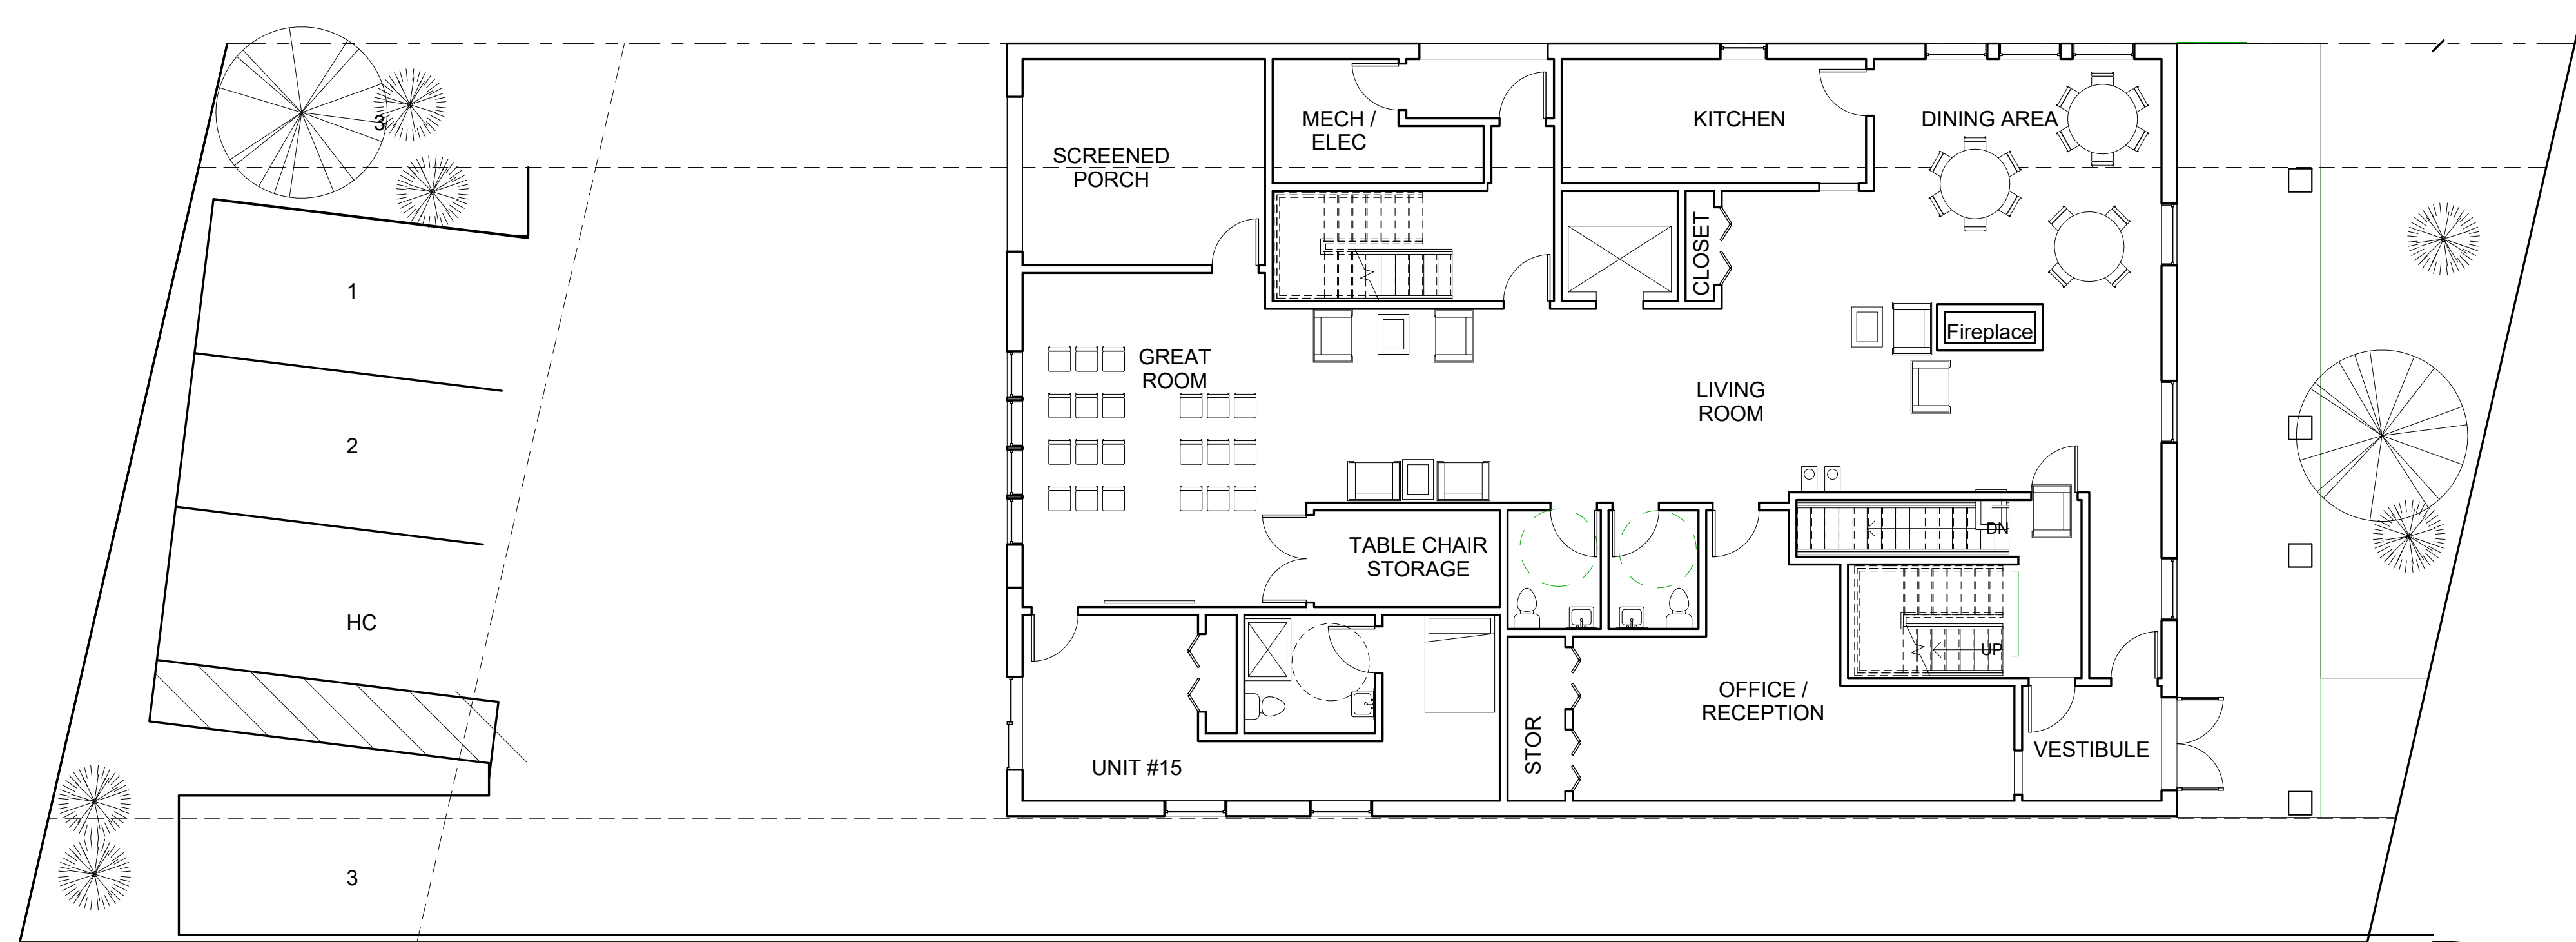 3
1
2
HC
3
SCREENED
PORCH
MECH /
ELEC
KITCHEN
DINING AREA
CLOSET
Fireplace
GREAT
ROOM
LIVING
ROOM
TABLE CHAIR
STORAGE
DN
UP
OFFICE /
RECEPTION
STOR
VESTIBULE
UNIT #15